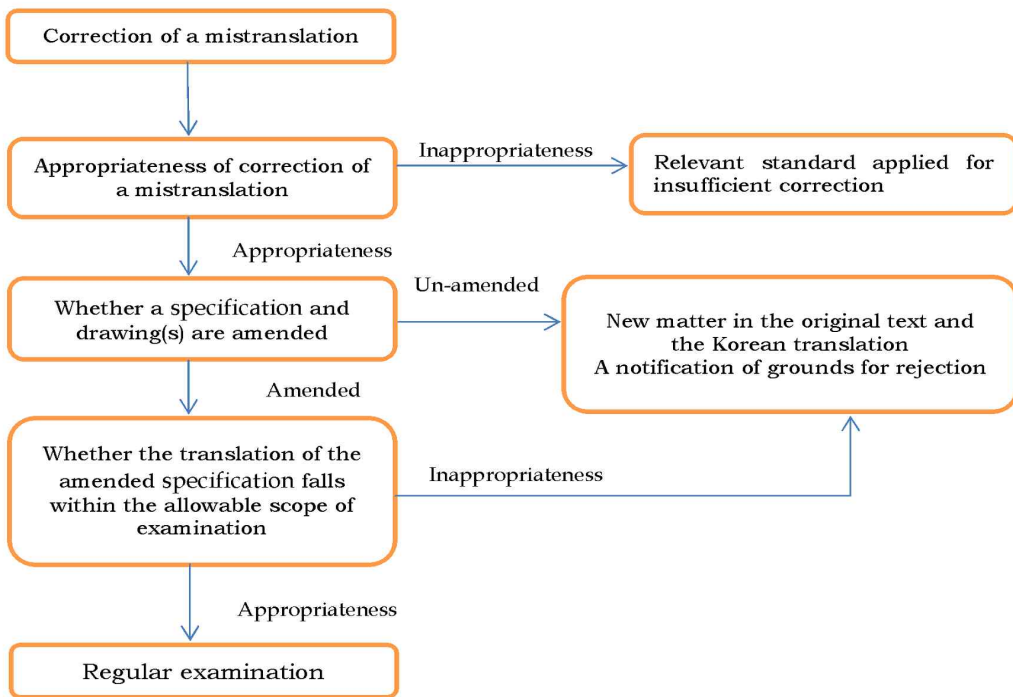 Correction of a mistranslation
Inappropriateness
Appropriateness of correction of
a mistranslation
Relevant standard applied for
insufficient correction
Appropriateness
Un-amended
Whether a specification and
drawing(s) are amended
New matter in the original text and
the Korean translation
A notification of grounds for rejection
Amended
Whether the translation of the
amended specification falls
within the allowable scope of
examination
Inappropriateness
Appropriateness
Regular examination